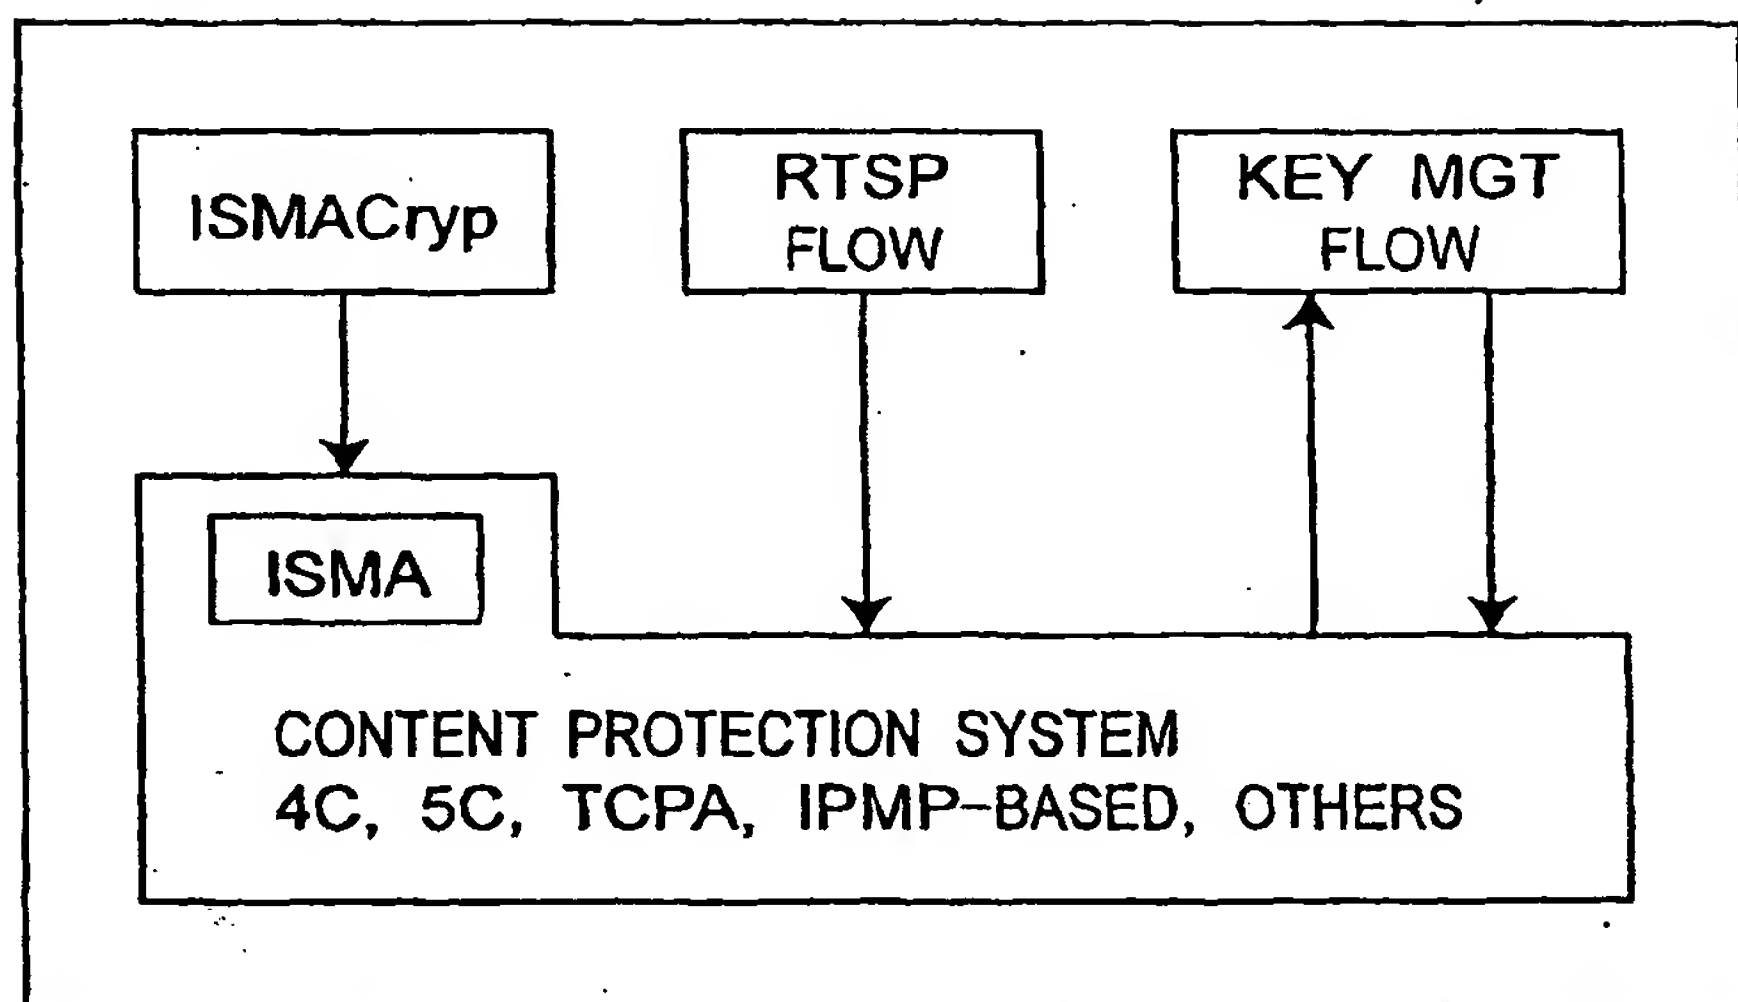 ISMACryp
RTSP
FLOW
KEY MGT
FLOW
ISMA
CONTENT PROTECTION SYSTEM
4C, 5C, TCPA, IPMP-BASED, OTHERS